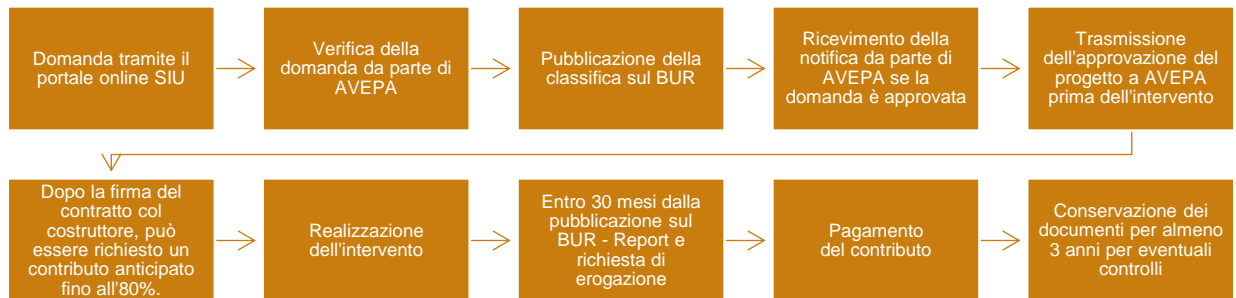 Domanda tramite il
portale online SIU
Verifica della
domanda da parte di
AVEPA
Pubblicazione della
classifica sul BUR
Ricevimento della
notifica da parte di
AVEPA se la
domanda è approvata
Trasmissione
dell'approvazione del
progetto a AVEPA
prima dell'intervento
Dopo la firma del
contratto col
costruttore, può
essere richiesto un
contributo anticipato
fino all'80%.
Realizzazione
dell'intervento
Entro 30 mesi dalla
pubblicazione sul
BUR - Report e
richiesta di
erogazione
Pagamento
del contributo
Conservazione dei
documenti per almeno
3 anni per eventuali
controlli